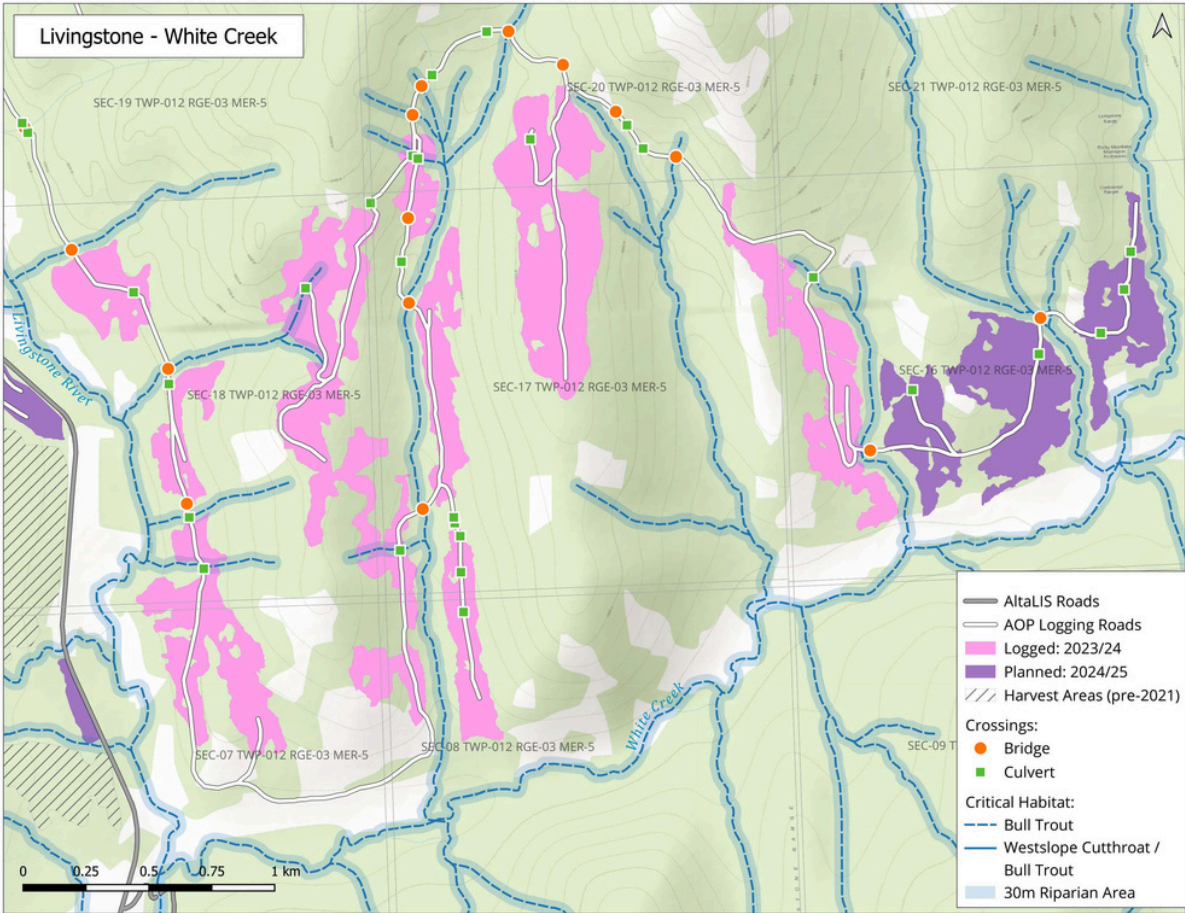 Livingstone - White Creek
SEC-19 TWP-012 RGE-03 MER-5
SEC-20 TWP-012 RGE-03 MER-5
SEC-21 TWP-012 RGE-03 MER-5
Livingstone River
SEC-18 TWP-012 RGE-03 MER-5
SEC-17 TWP-012 RGE-03 MER-5
SEC-16 TWP-012 RGE-03 MER-5
White Creek
SEC-07 TWP-012 RGE-03 MER-5
SEC-08 TWP-012 RGE-03 MER-5
SEC-09 T
AltaLIS Roads
AOP Logging Roads
Logged: 2023/24
Planned: 2024/25
Harvest Areas (pre-2021)
Crossings:
Bridge
Culvert
Critical Habitat:
Bull Trout
Westslope Cutthroat /
Bull Trout
30m Riparian Area
0 0.25 0.5 0.75 1 km